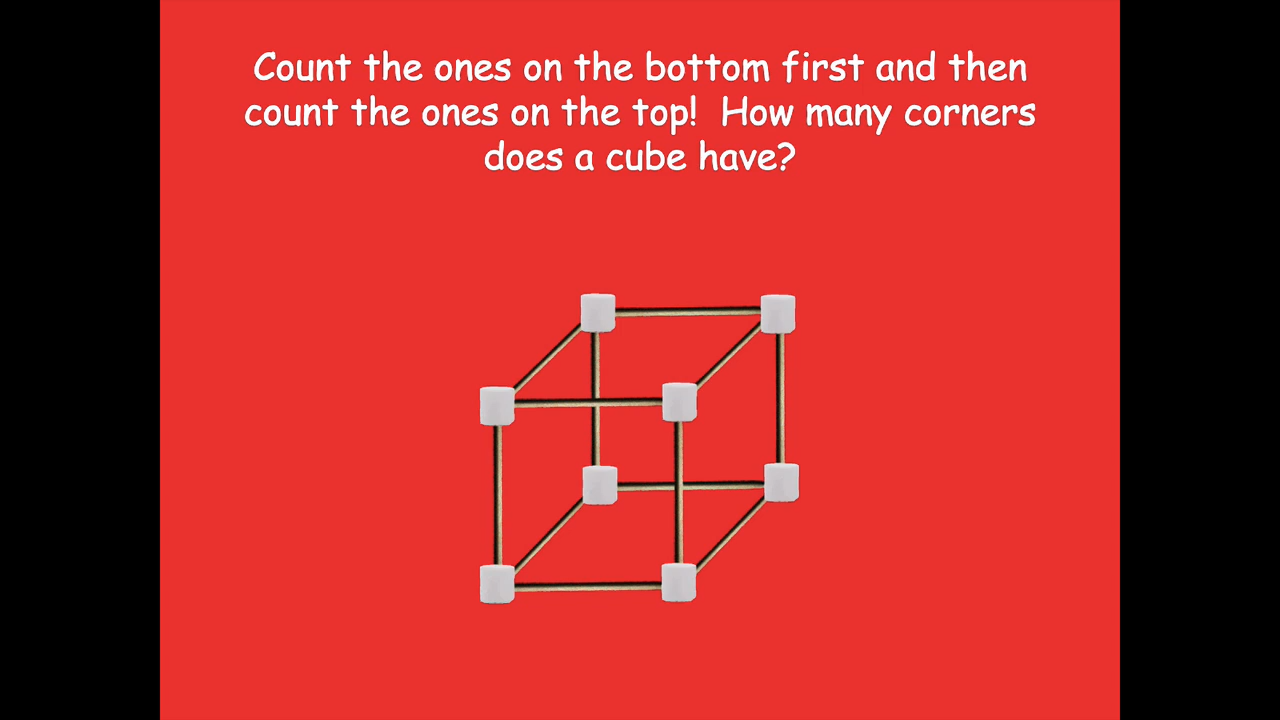 Count the ones on the bottom first and then
count the ones on the top!  How many corners
does a cube have?